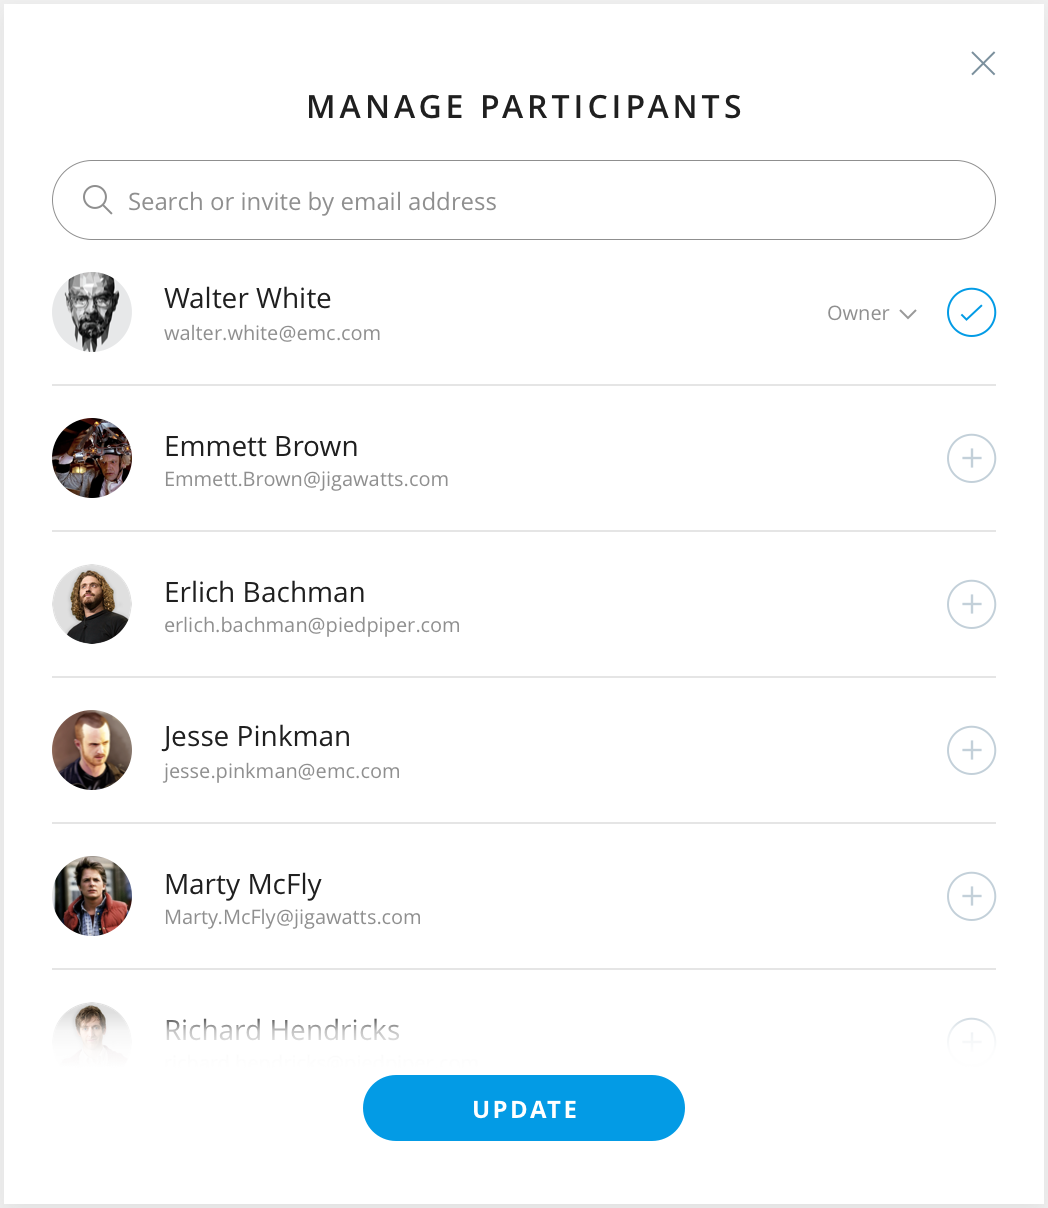 MANAGE PARTICIPANTS
Search or invite by email address
Walter White
walter.white@emc.com
Owner
Emmett Brown
Emmett.Brown@jigawatts.com
Erlich Bachman
erlich.bachman@piedpiper.com
Jesse Pinkman
jesse.pinkman@emc.com
Marty McFly
Marty.McFly@jigawatts.com
Richard Hendricks
UPDATE